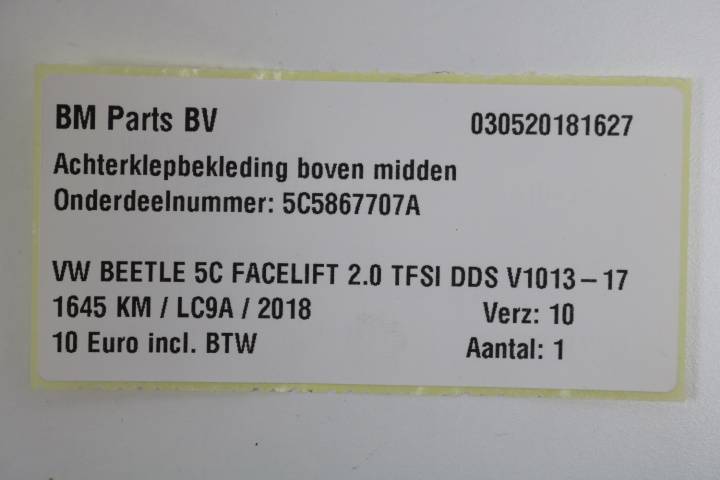 BM Parts BV 030520181627
Achterklepbekleding boven midden
Onderdeelnummer: 5C5867707A
VW BEETLE 5C FACELIFT 2.0 TFSI DDS V1013-17
1645 KM / LC9A / 2018 Verz: 10
10 Euro incl. BTW Aantal: 1